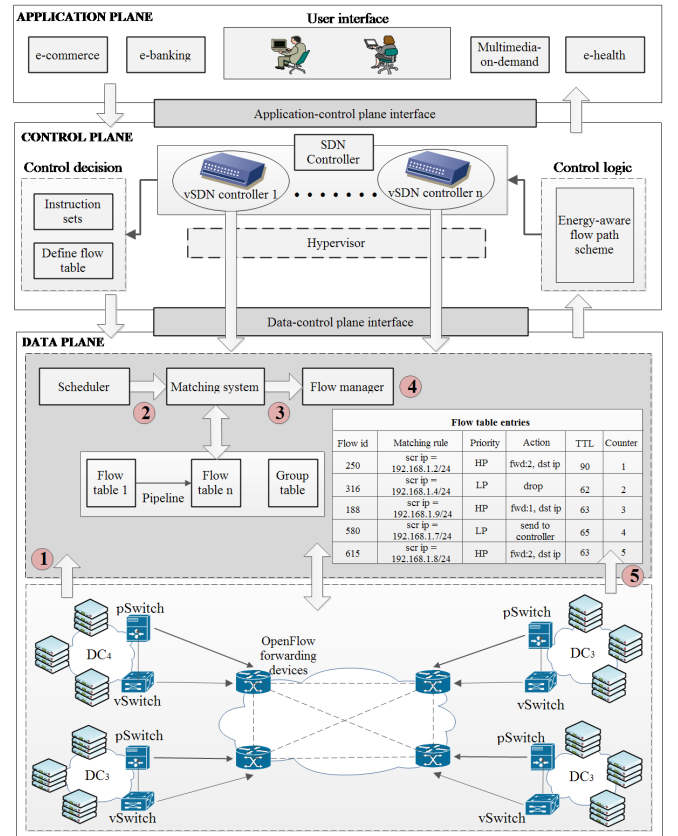 APPLICATION PLANE
User interface
e-commerce
e-banking
Multimedia-
on-demand
e-health
Application-control plane interface
CONTROL PLANE
SDN
Controller
Control decision
Control logic
vSDN controller 1
vSDN controller n
Instruction
sets
Define flow
table
Energy-aware
flow path
scheme
Hypervisor
Data-control plane interface
DATA PLANE
Scheduler
2
Matching system
3
Flow manager
4
Flow table entries
Flow id Matching rule Priority Action TTL Counter
250 scr ip = 192.168.1.2/24 HP fwd:2, dst ip 90 1
316 scr ip = 192.168.1.4/24 LP drop 62 2
188 scr ip = 192.168.1.9/24 HP fwd:1, dst ip 63 3
580 scr ip = 192.168.1.7/24 LP send to controller 65 4
615 scr ip = 192.168.1.8/24 HP fwd:2, dst ip 63 5
Flow
table 1
Pipeline
Flow
table n
Group
table
1
5
pSwitch
DC4
vSwitch
OpenFlow
forwarding
devices
pSwitch
DC3
vSwitch
pSwitch
DC3
vSwitch
pSwitch
DC3
vSwitch